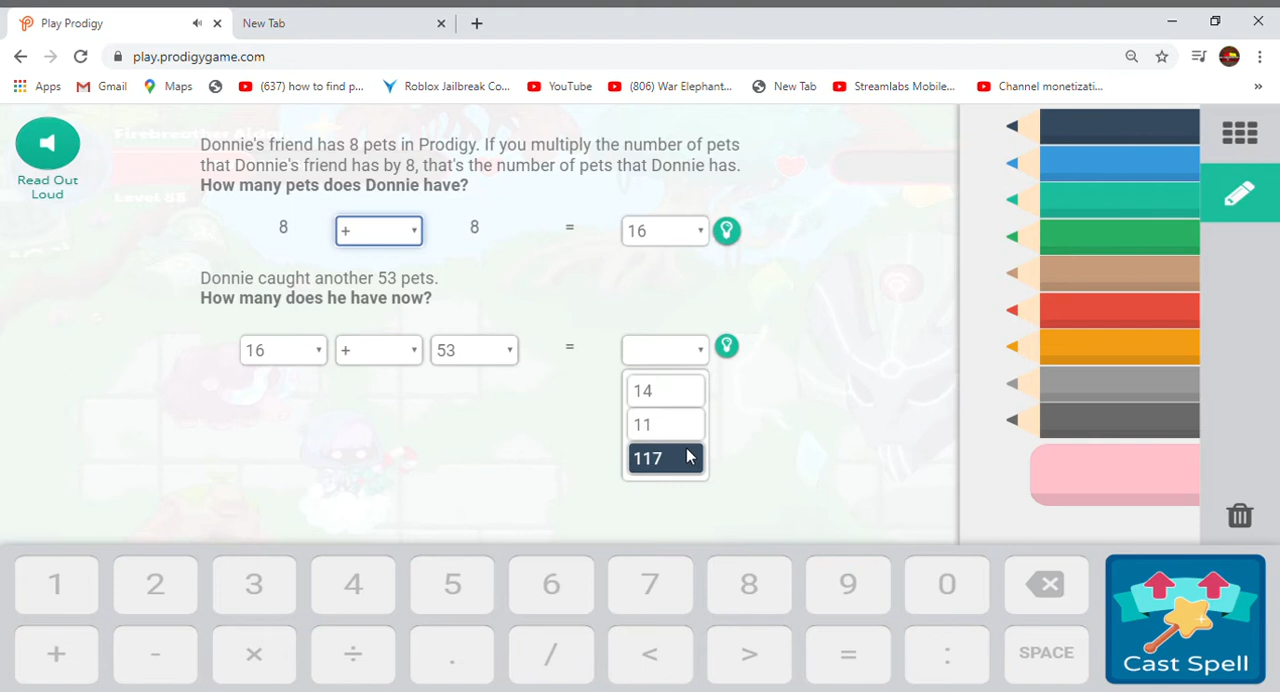 Play Prodigy
New Tab
play.prodigygame.com
Apps
Gmail
Maps
(637) how to find p...
Roblox Jailbreak Co...
YouTube
(806) War Elephant...
New Tab
Streamlabs Mobile...
Channel monetizati...
»
Read Out
Loud
Level 88
Donnie's friend has 8 pets in Prodigy. If you multiply the number of pets
that Donnie's friend has by 8, that's the number of pets that Donnie has.
How many pets does Donnie have?
8 + 8 = 16
Donnie caught another 53 pets.
How many does he have now?
16 + 53 =
14
11
117
1 2 3 4 5 6 7 8 9 0
+ - × ÷ . / < > = : SPACE
Cast Spell